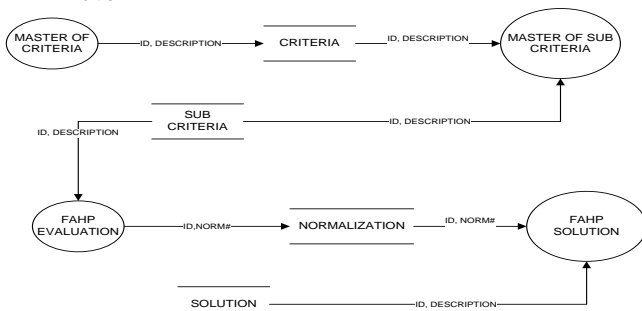 MASTER OF
CRITERIA
ID, DESCRIPTION
CRITERIA
ID, DESCRIPTION
MASTER OF SUB
CRITERIA
SUB
CRITERIA
ID, DESCRIPTION
ID, DESCRIPTION
FAHP
EVALUATION
ID,NORM#
NORMALIZATION
ID, NORM#
FAHP
SOLUTION
SOLUTION
ID, DESCRIPTION